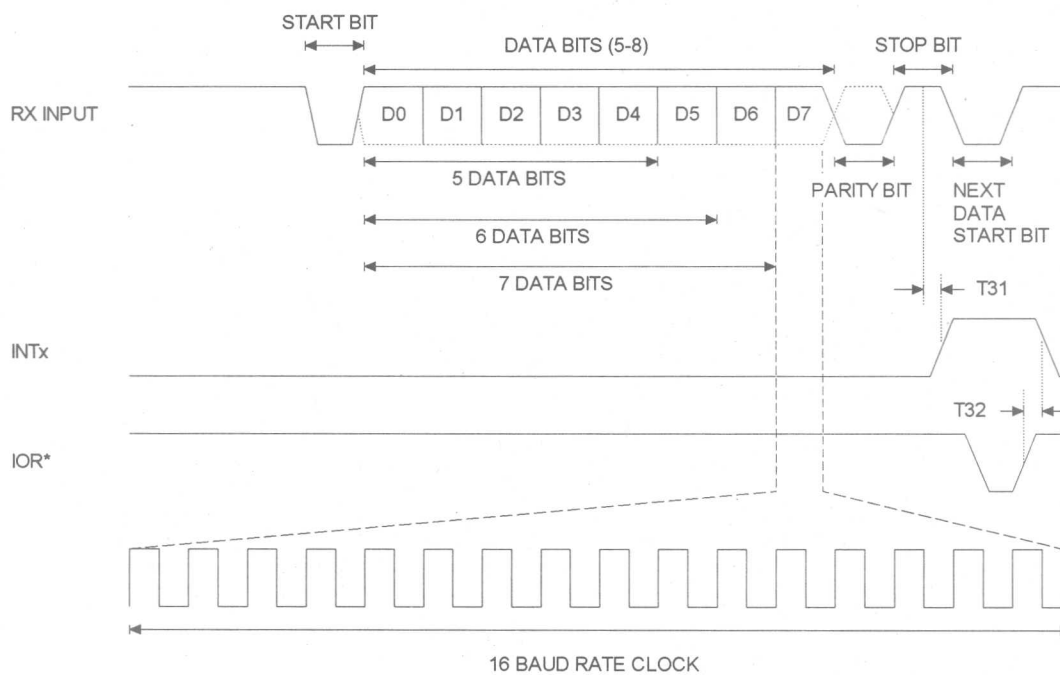 START BIT
DATA BITS (5-8)
STOP BIT
RX INPUT
D0 D1 D2 D3 D4 D5 D6 D7
5 DATA BITS
PARITY BIT
NEXT
DATA
START BIT
6 DATA BITS
7 DATA BITS
T31
INTx
T32
IOR*
16 BAUD RATE CLOCK